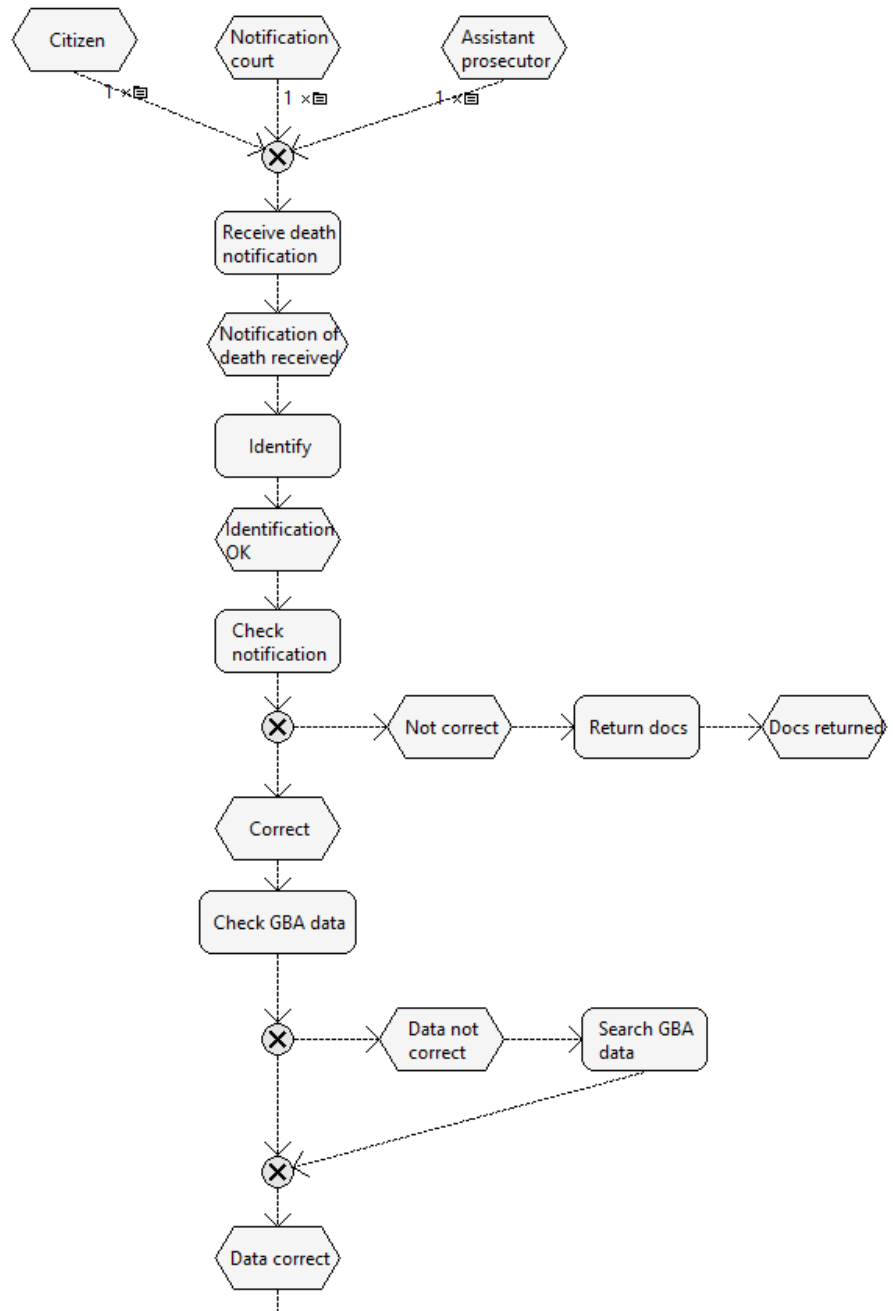 Citizen
Notification
court
Assistant
prosecutor
1 ×
1 ×
1 ×
Receive death
notification
Notification of
death received
Identify
Identification
OK
Check
notification
Not correct
Return docs
Docs returned
Correct
Check GBA data
Data not
correct
Search GBA
data
Data correct